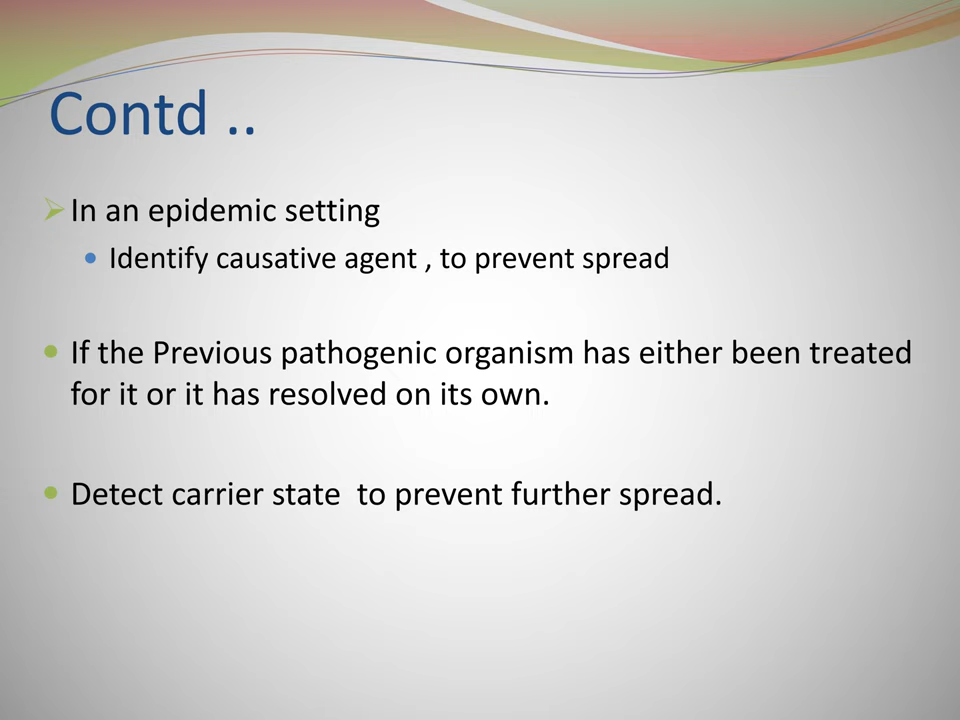 Contd ..
In an epidemic setting
Identify causative agent , to prevent spread
If the Previous pathogenic organism has either been treated
for it or it has resolved on its own.
Detect carrier state  to prevent further spread.